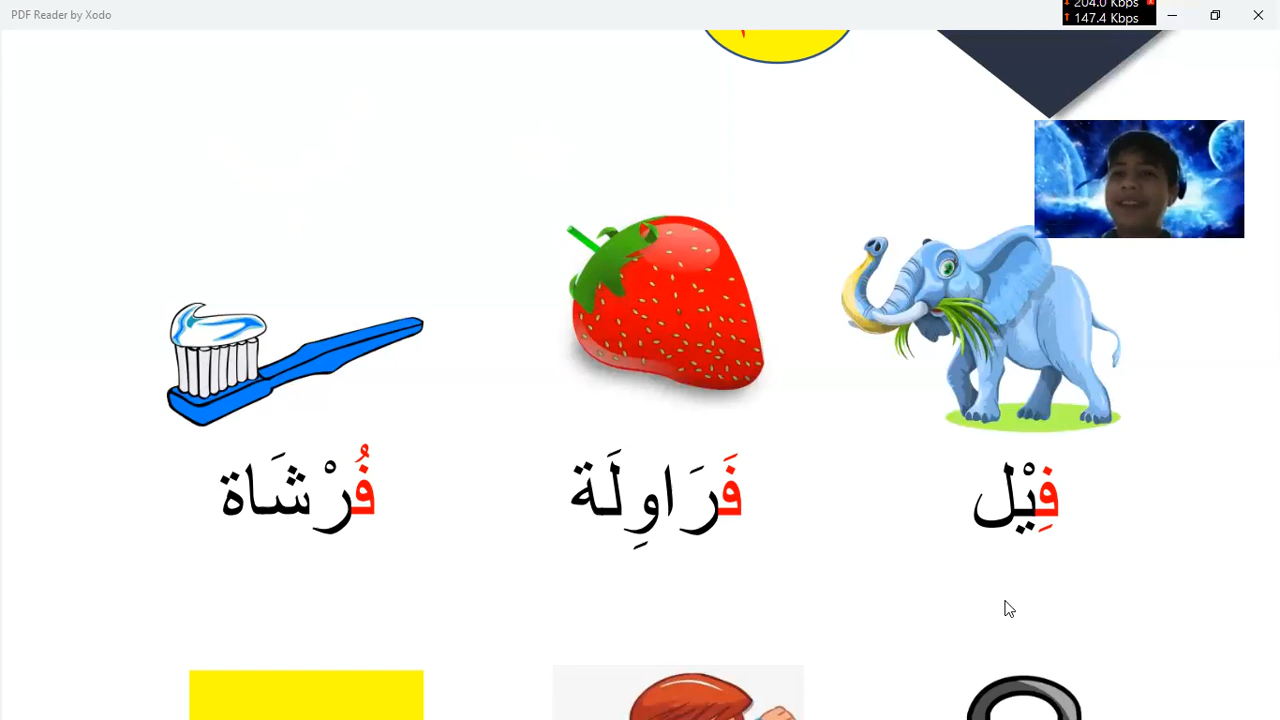 PDF Reader by Xodo
204.0 Kbps
147.4 Kbps
فِيْل فَرَاوِلَة فُرْشَاة